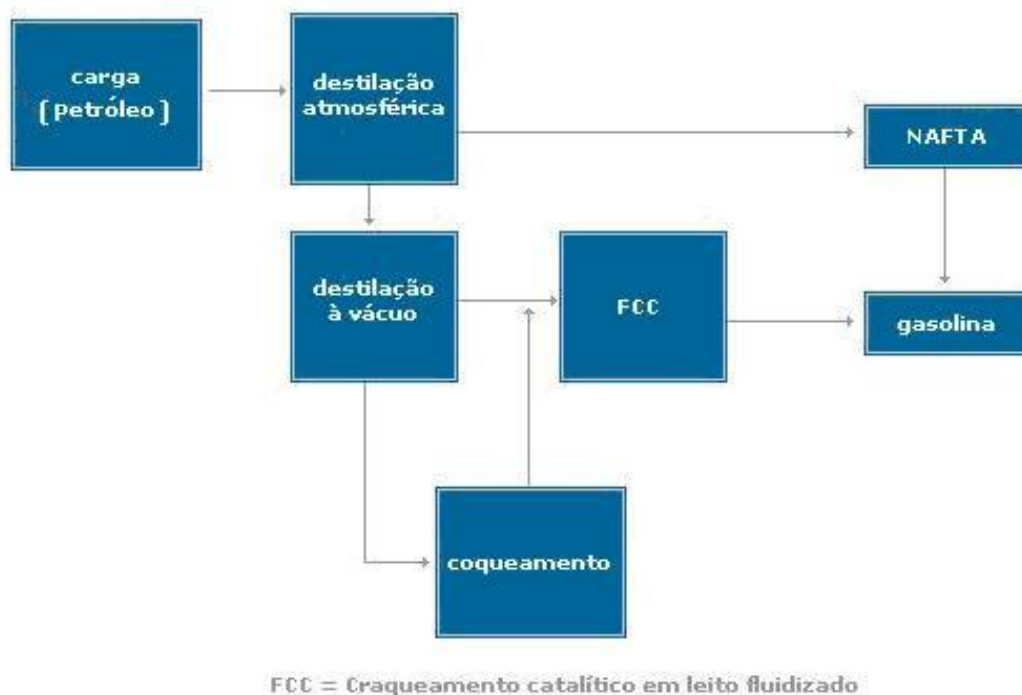 carga
(petróleo)
destilação
atmosférica
NAFTA
destilação
à vácuo
FCC
gasolina
coqueamento
FCC = Craqueamento catalítico em leito fluidizado